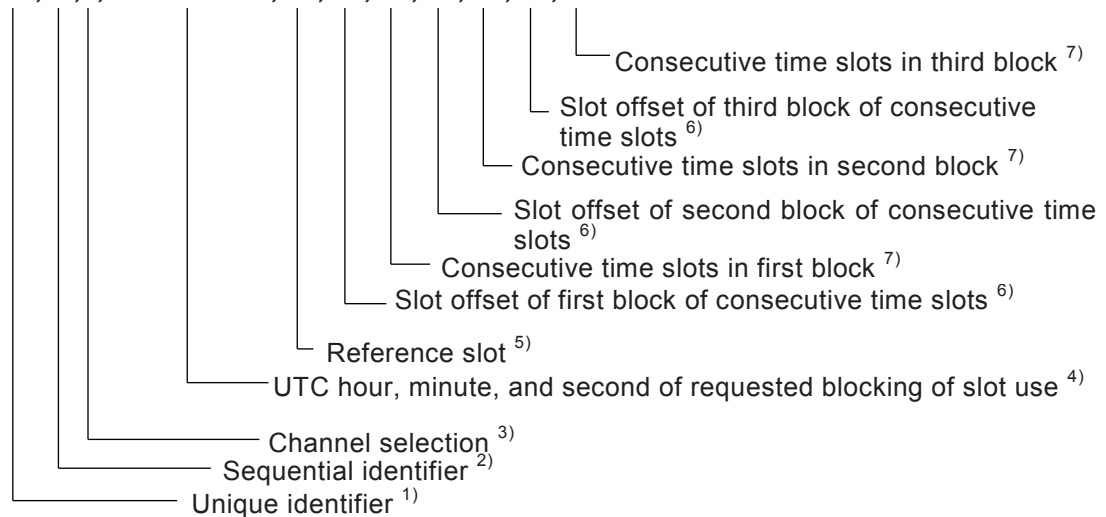 Consecutive time slots in third block 7)
Slot offset of third block of consecutive
time slots 6)
Consecutive time slots in second block 7)
Slot offset of second block of consecutive time
slots 6)
Consecutive time slots in first block 7)
Slot offset of first block of consecutive time slots 6)
Reference slot 5)
UTC hour, minute, and second of requested blocking of slot use 4)
Channel selection 3)
Sequential identifier 2)
Unique identifier 1)